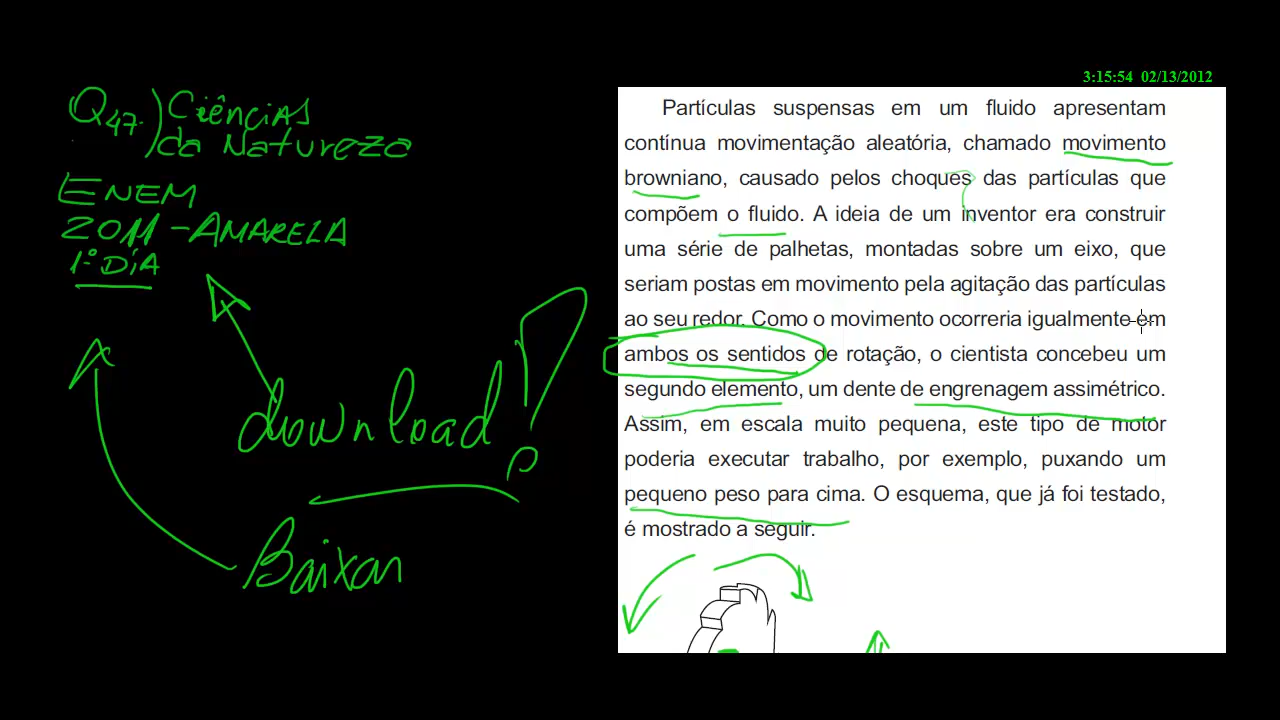 3:15:54 02/13/2012
Q47.) Ciências
da Natureza
ENEM
2011 - AMARELA
1º DIA
download?
Baixar
Partículas suspensas em um fluido apresentam
contínua movimentação aleatória, chamado movimento
browniano, causado pelos choques das partículas que
compõem o fluido. A ideia de um inventor era construir
uma série de palhetas, montadas sobre um eixo, que
seriam postas em movimento pela agitação das partículas
ao seu redor. Como o movimento ocorreria igualmente em
ambos os sentidos de rotação, o cientista concebeu um
segundo elemento, um dente de engrenagem assimétrico.
Assim, em escala muito pequena, este tipo de motor
poderia executar trabalho, por exemplo, puxando um
pequeno peso para cima. O esquema, que já foi testado,
é mostrado a seguir.